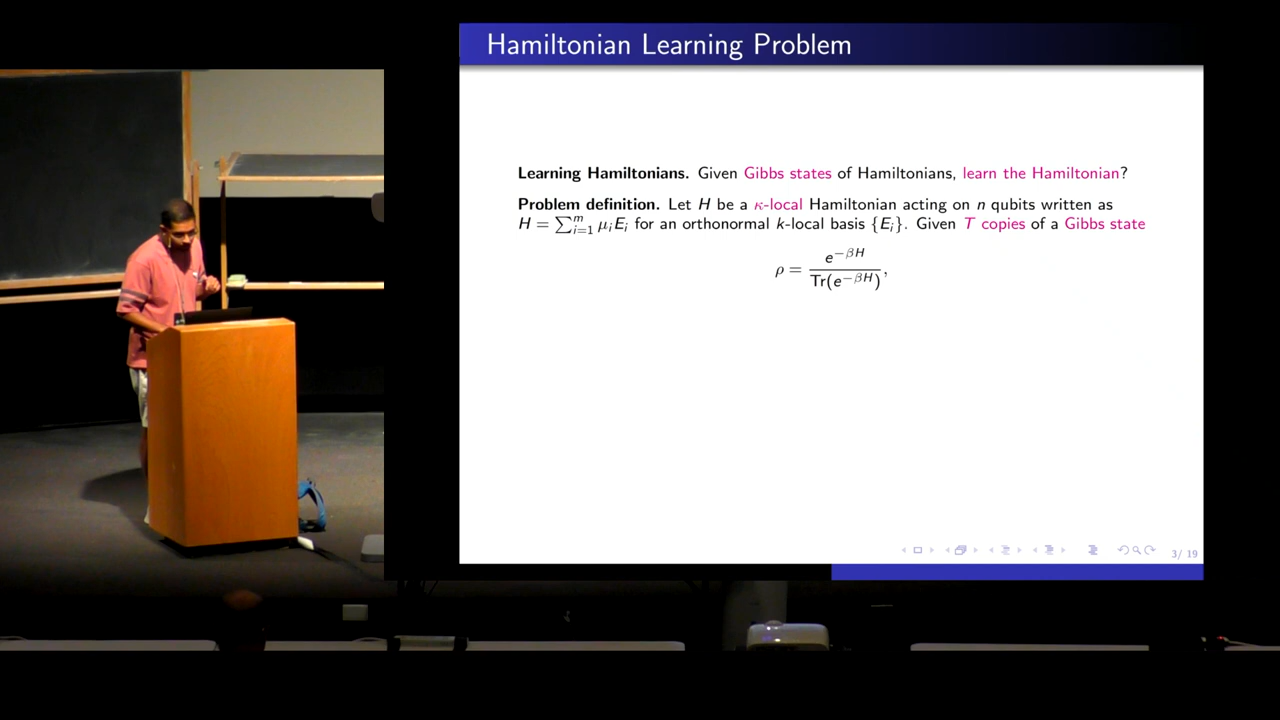 Hamiltonian Learning Problem
Learning Hamiltonians. Given Gibbs states of Hamiltonians, learn the Hamiltonian?
Problem definition. Let H be a κ-local Hamiltonian acting on n qubits written as
H = ∑_{i=1}^{m} μ_i E_i for an orthonormal k-local basis {E_i}. Given T copies of a Gibbs state
ρ = e^{−βH} / Tr(e^{−βH}),
3/ 19